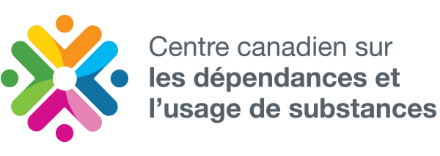 Centre canadien sur
les dépendances et
l’usage de substances